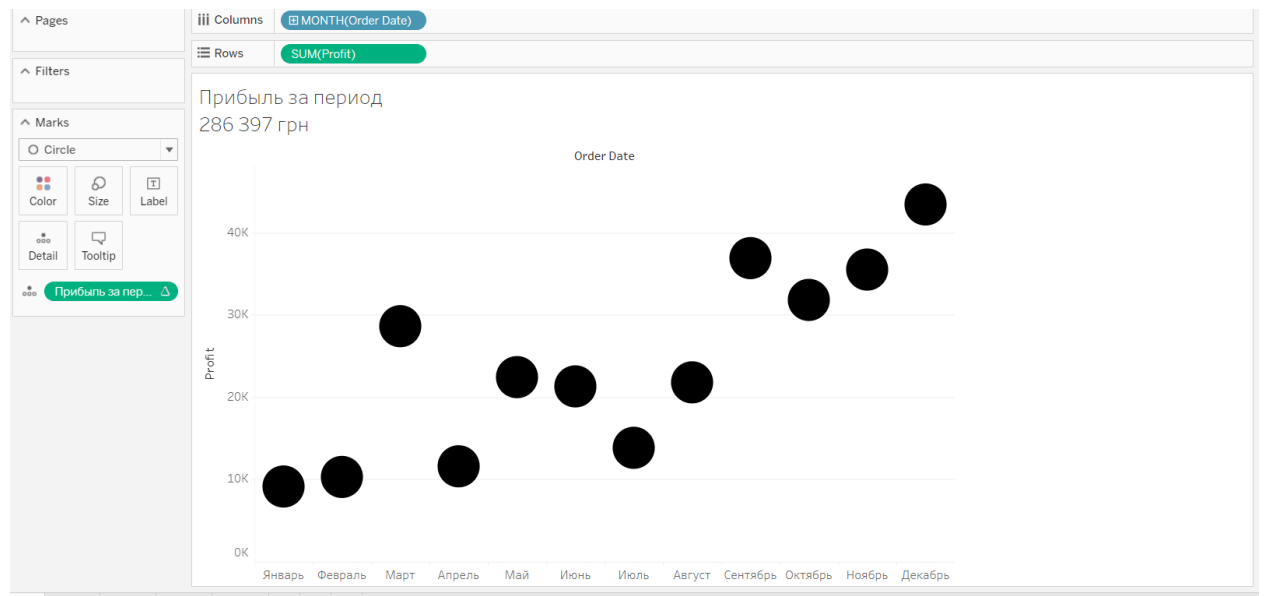 Pages
Columns
MONTH(Order Date)
Rows
SUM(Profit)
Filters
Marks
Circle
Color
Size
Label
Detail
Tooltip
Прибыль за пер...
Прибыль за период
286 397 грн
Order Date
Profit
40K
30K
20K
10K
0K
Январь Февраль Март Апрель Май Июнь Июль Август Сентябрь Октябрь Ноябрь Декабрь